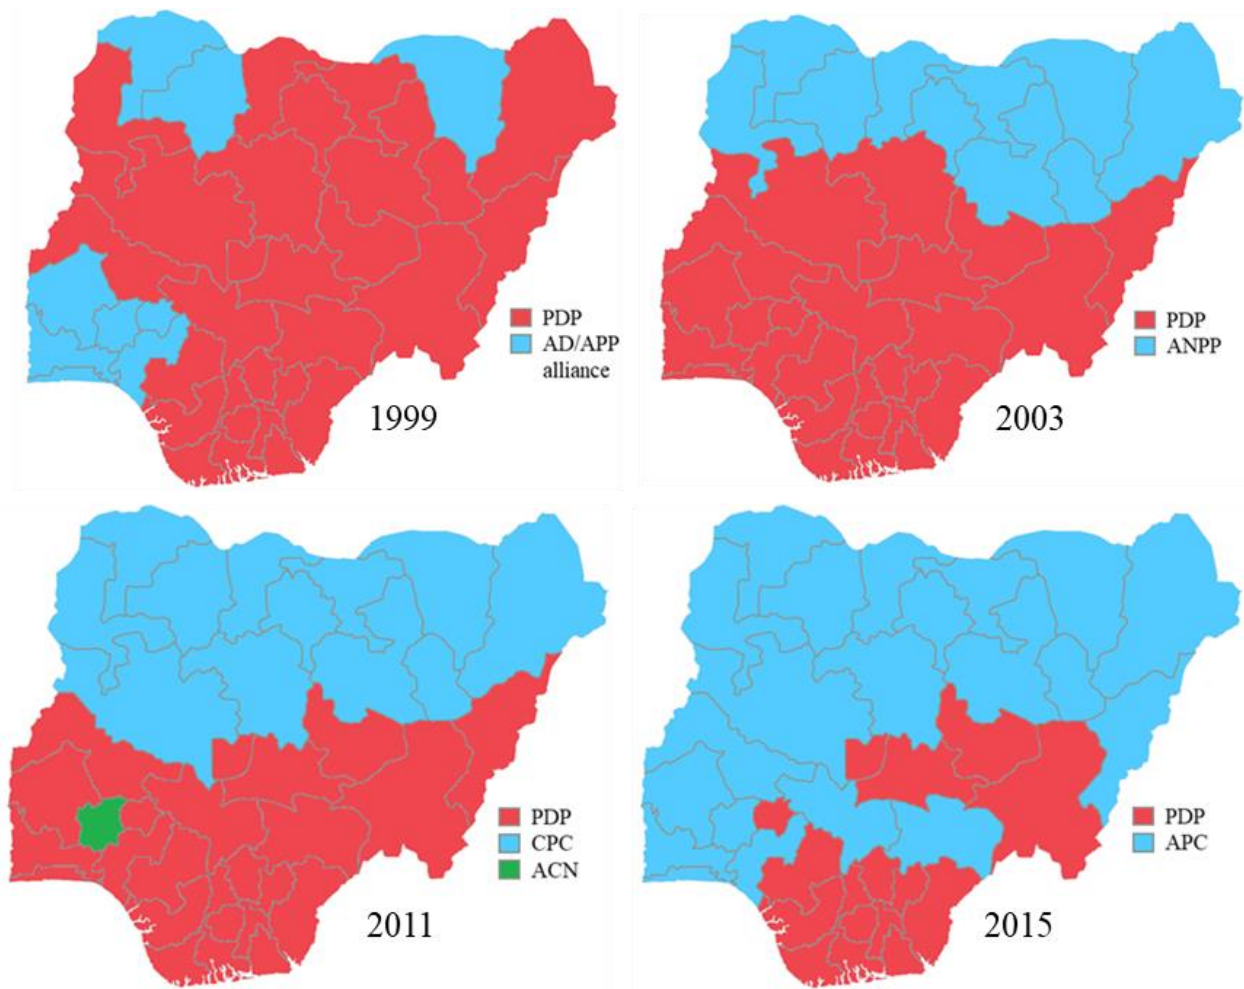 PDP
AD/APP
alliance
1999
PDP
ANPP
2003
PDP
CPC
ACN
2011
PDP
APC
2015